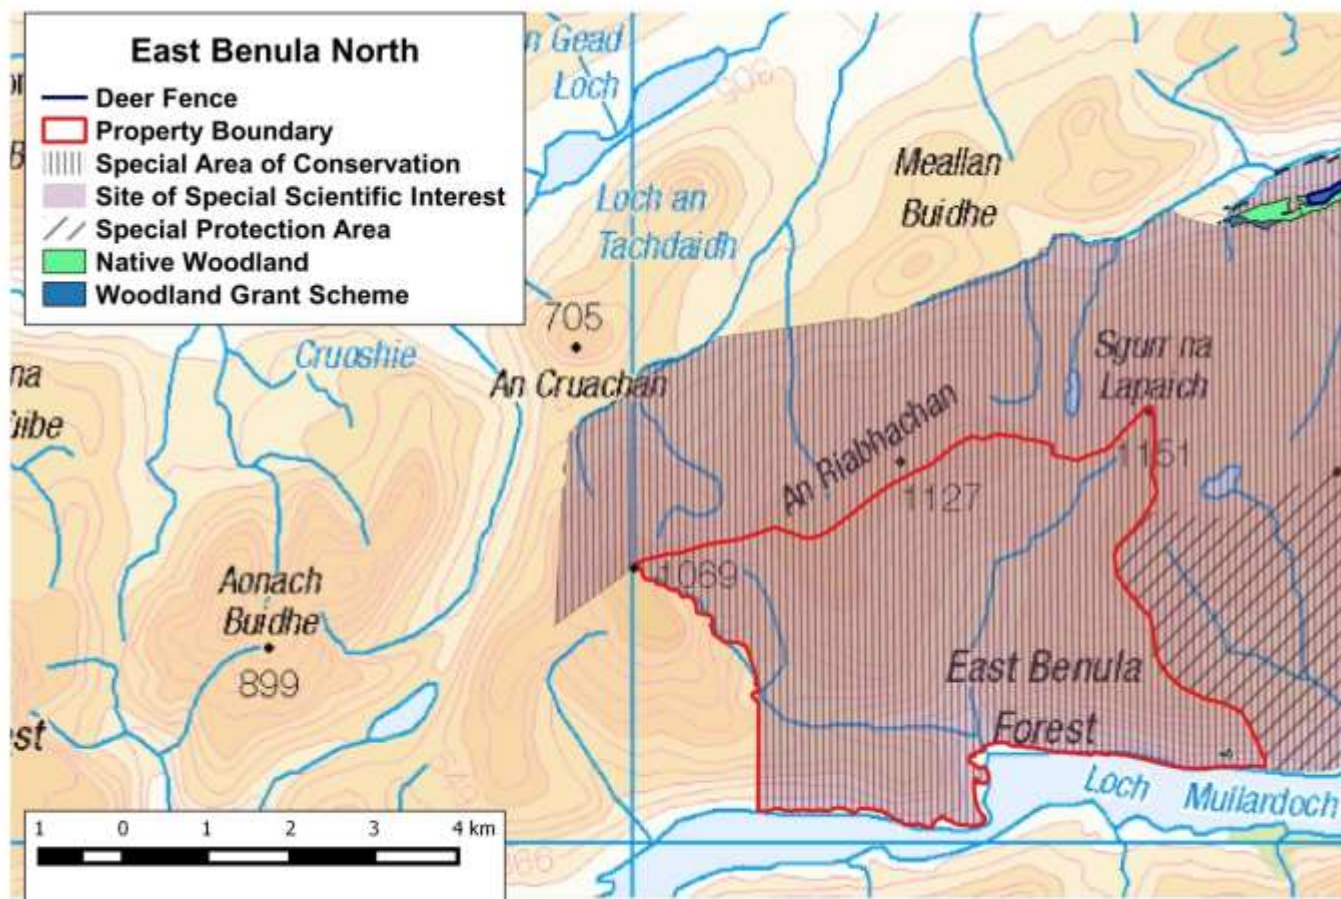 East Benula North
Deer Fence
Property Boundary
Special Area of Conservation
Site of Special Scientific Interest
Special Protection Area
Native Woodland
Woodland Grant Scheme
n Gead
Loch
905
Meallan
Buidhe
Loch an
Tachdaidh
705
An Cruachan
Cruoshie
na
Sgurr na
Lapaich
1151
An Riabhachan
1127
1069
Aonach
Buidhe
899
East Benula
Forest
st
Loch Mullardoch
1 0 1 2 3 4 km